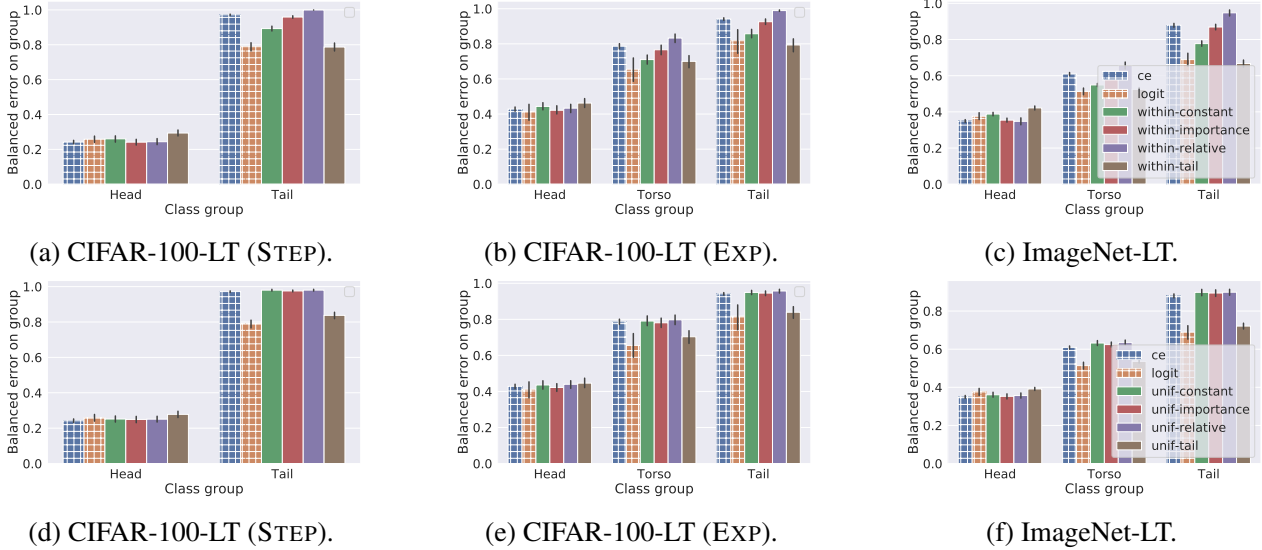 Balanced error on group
1.0
0.8
0.6
0.4
0.2
0.0
Head
Tail
Class group
(a) CIFAR-100-LT (STEP).
Balanced error on group
1.0
0.8
0.6
0.4
0.2
0.0
Head
Torso
Tail
Class group
(b) CIFAR-100-LT (EXP).
Balanced error on group
1.0
0.8
0.6
0.4
0.2
0.0
Head
Torso
Tail
Class group
ce
logit
within-constant
within-importance
within-relative
within-tail
(c) ImageNet-LT.
Balanced error on group
1.0
0.8
0.6
0.4
0.2
0.0
Head
Tail
Class group
(d) CIFAR-100-LT (STEP).
Balanced error on group
1.0
0.8
0.6
0.4
0.2
0.0
Head
Torso
Tail
Class group
(e) CIFAR-100-LT (EXP).
Balanced error on group
0.8
0.6
0.4
0.2
0.0
Head
Torso
Tail
Class group
ce
logit
unif-constant
unif-importance
unif-relative
unif-tail
(f) ImageNet-LT.